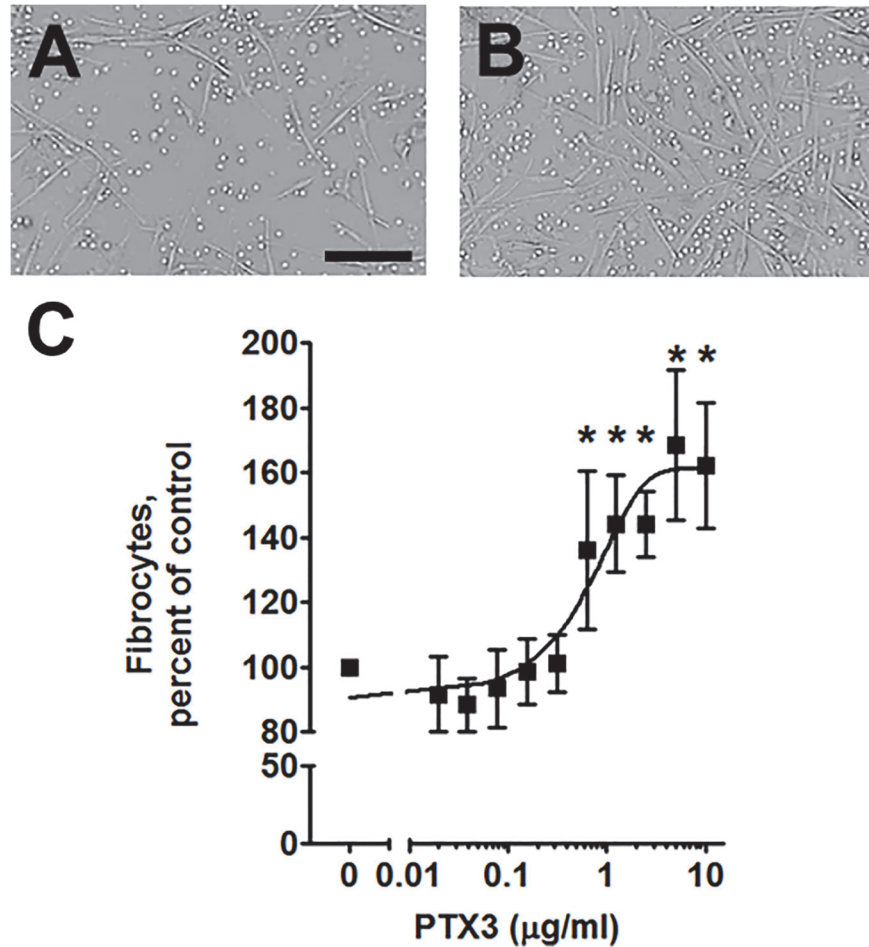 A
B
C
200
180
160
140
120
100
80
50
0
* * *
* *
Fibrocytes,
percent of control
0 0.01 0.1 1 10
PTX3 (μg/ml)